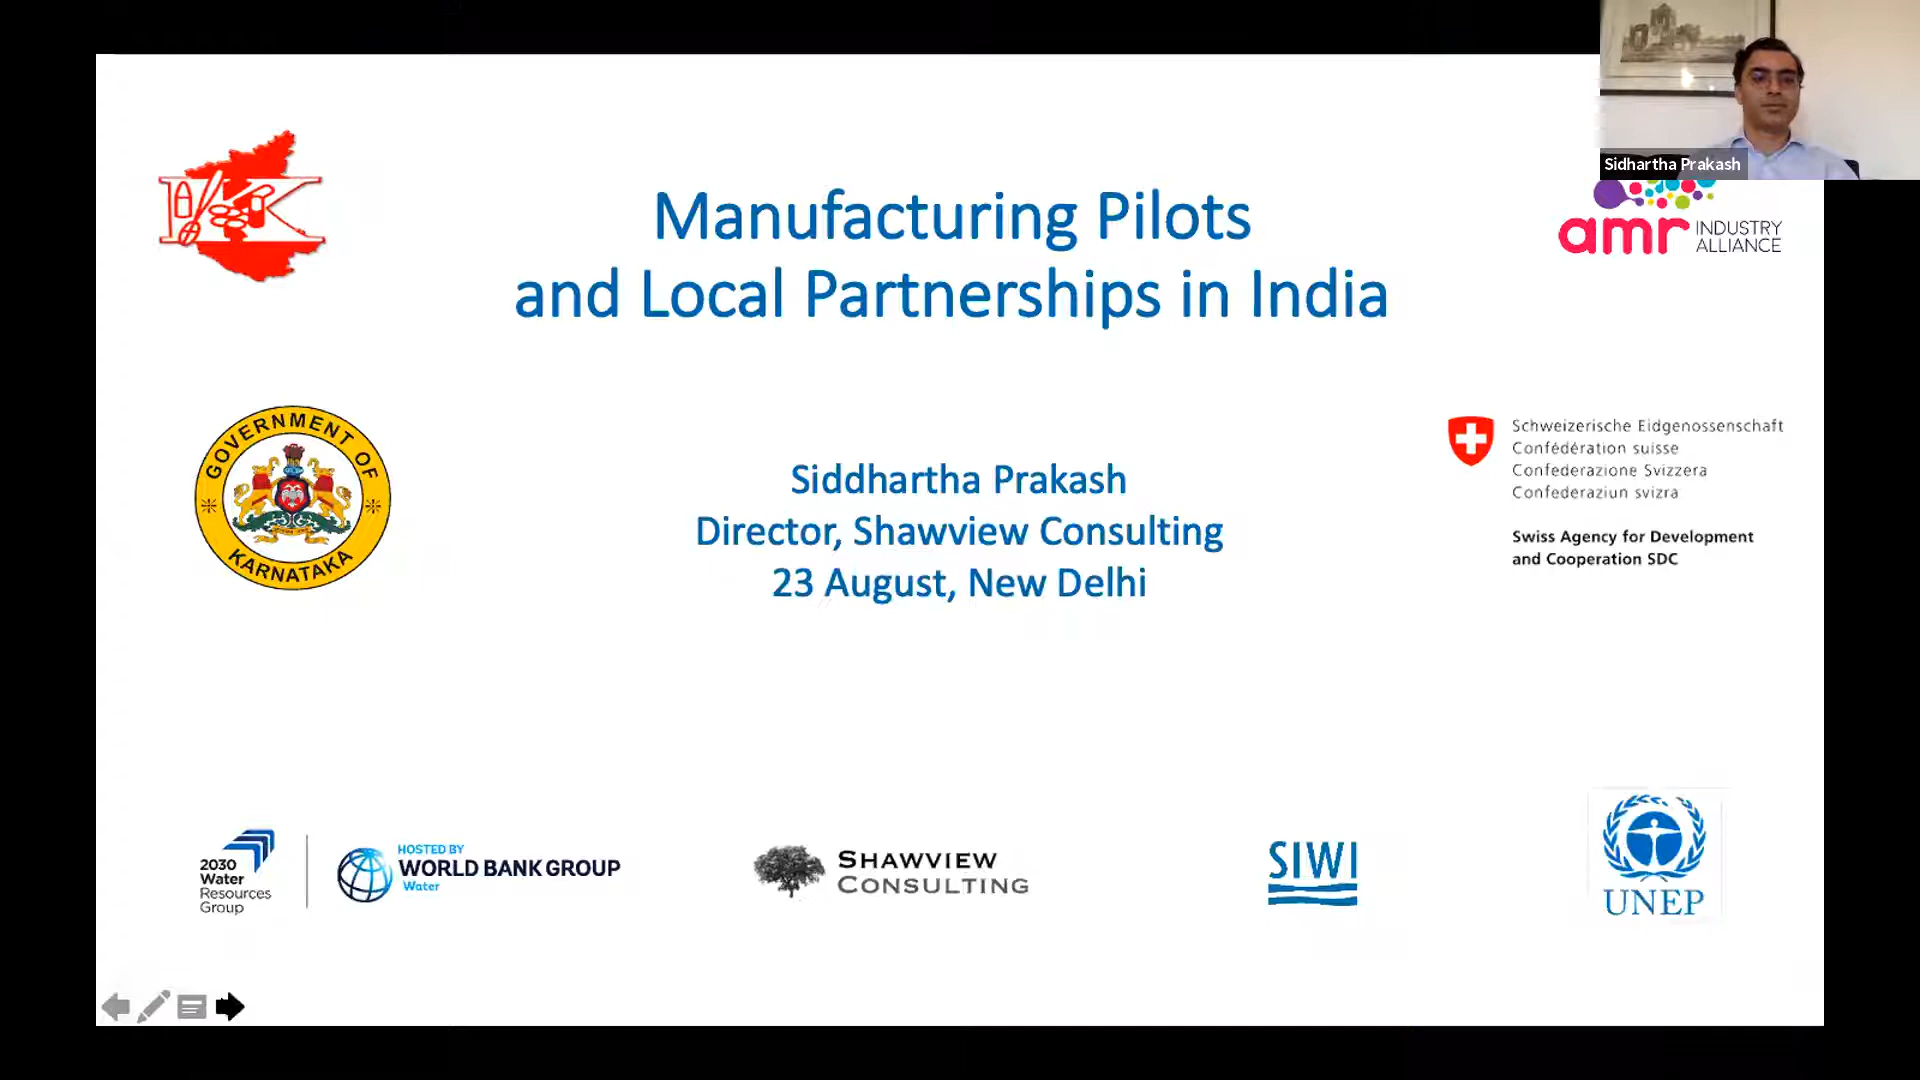 Sidhartha Prakash
Manufacturing Pilots
and Local Partnerships in India
amr INDUSTRY
ALLIANCE
GOVERNMENT OF
KARNATAKA
Siddhartha Prakash
Director, Shawview Consulting
23 August, New Delhi
Schweizerische Eidgenossenschaft
Confédération suisse
Confederazione Svizzera
Confederaziun svizra
Swiss Agency for Development
and Cooperation SDC
2030
Water
Resources
Group
HOSTED BY
WORLD BANK GROUP
Water
SHAWVIEW
CONSULTING
SIWI
UNEP